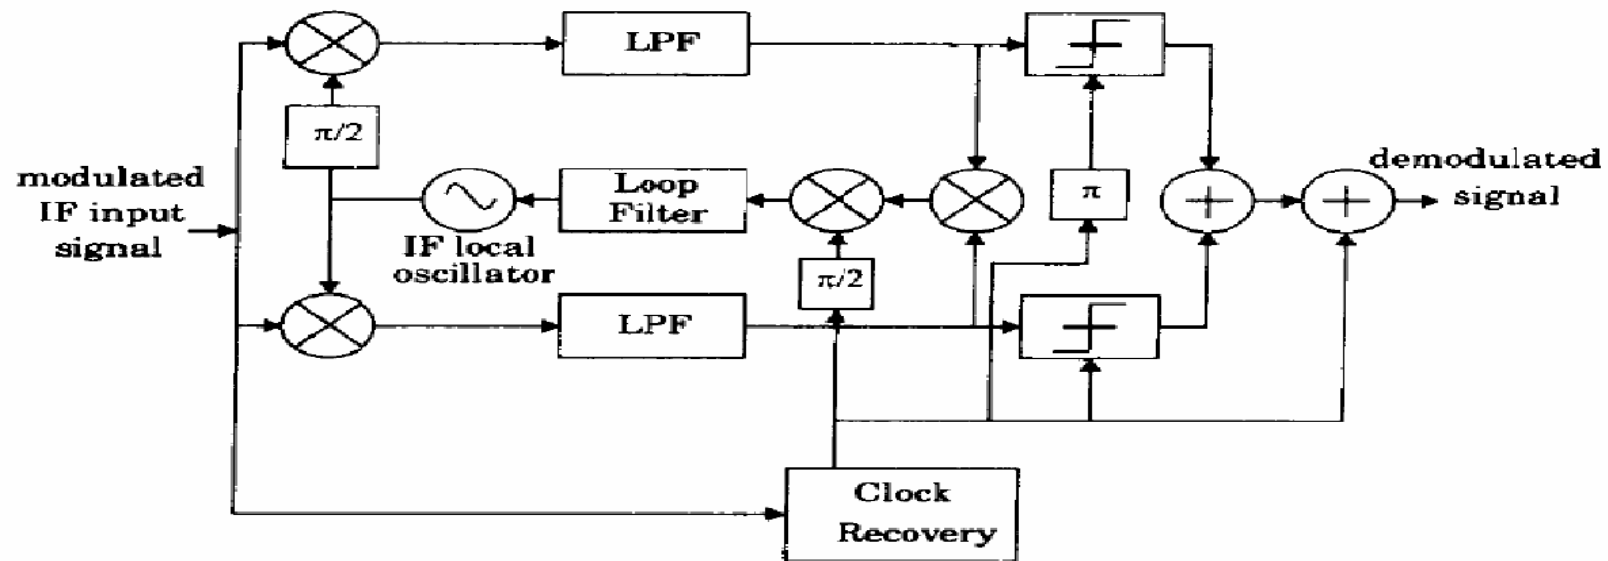 LPF
π/2
modulated
IF input
signal
Loop
Filter
π
demodulated
signal
IF local
oscillator
π/2
LPF
Clock
Recovery